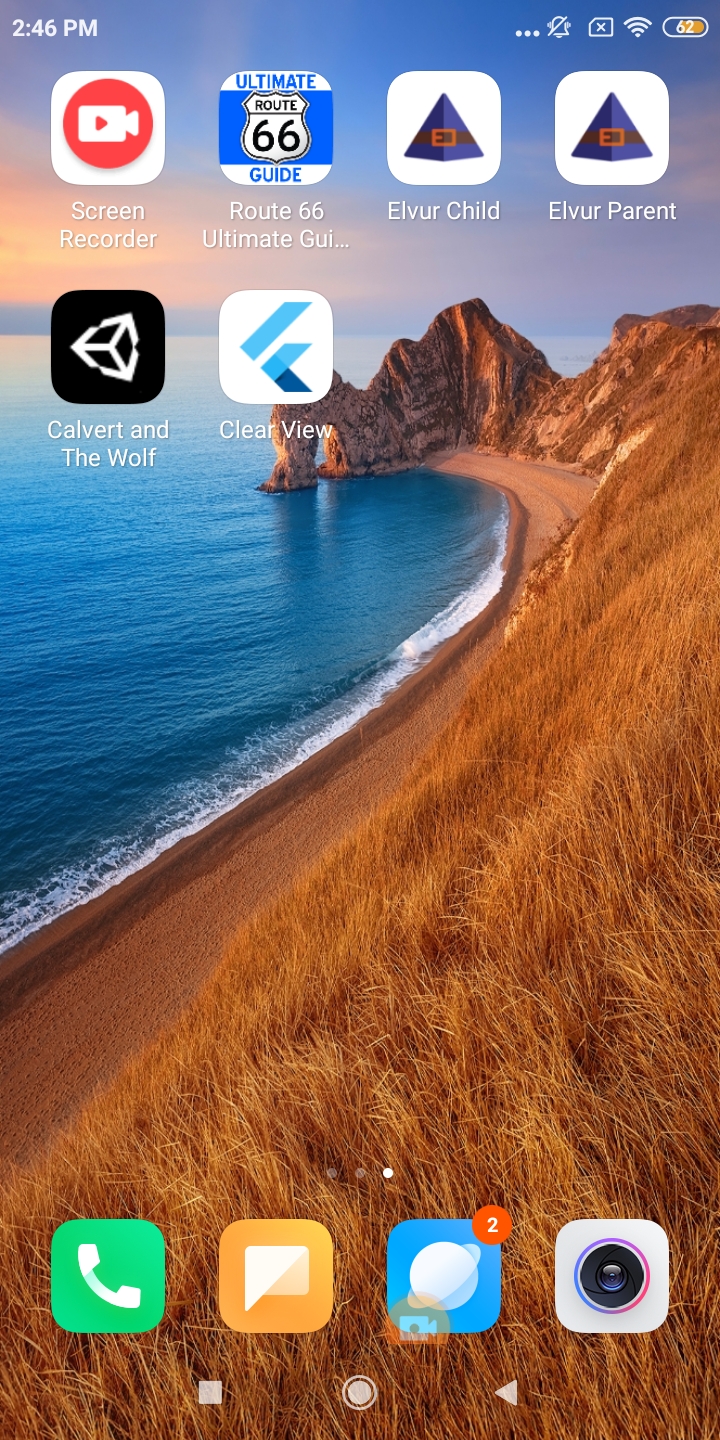 2:46 PM
62
ULTIMATE
ROUTE
66
GUIDE
Screen
Recorder
Route 66
Ultimate Gui...
Elvur Child
Elvur Parent
Calvert and
The Wolf
Clear View
2